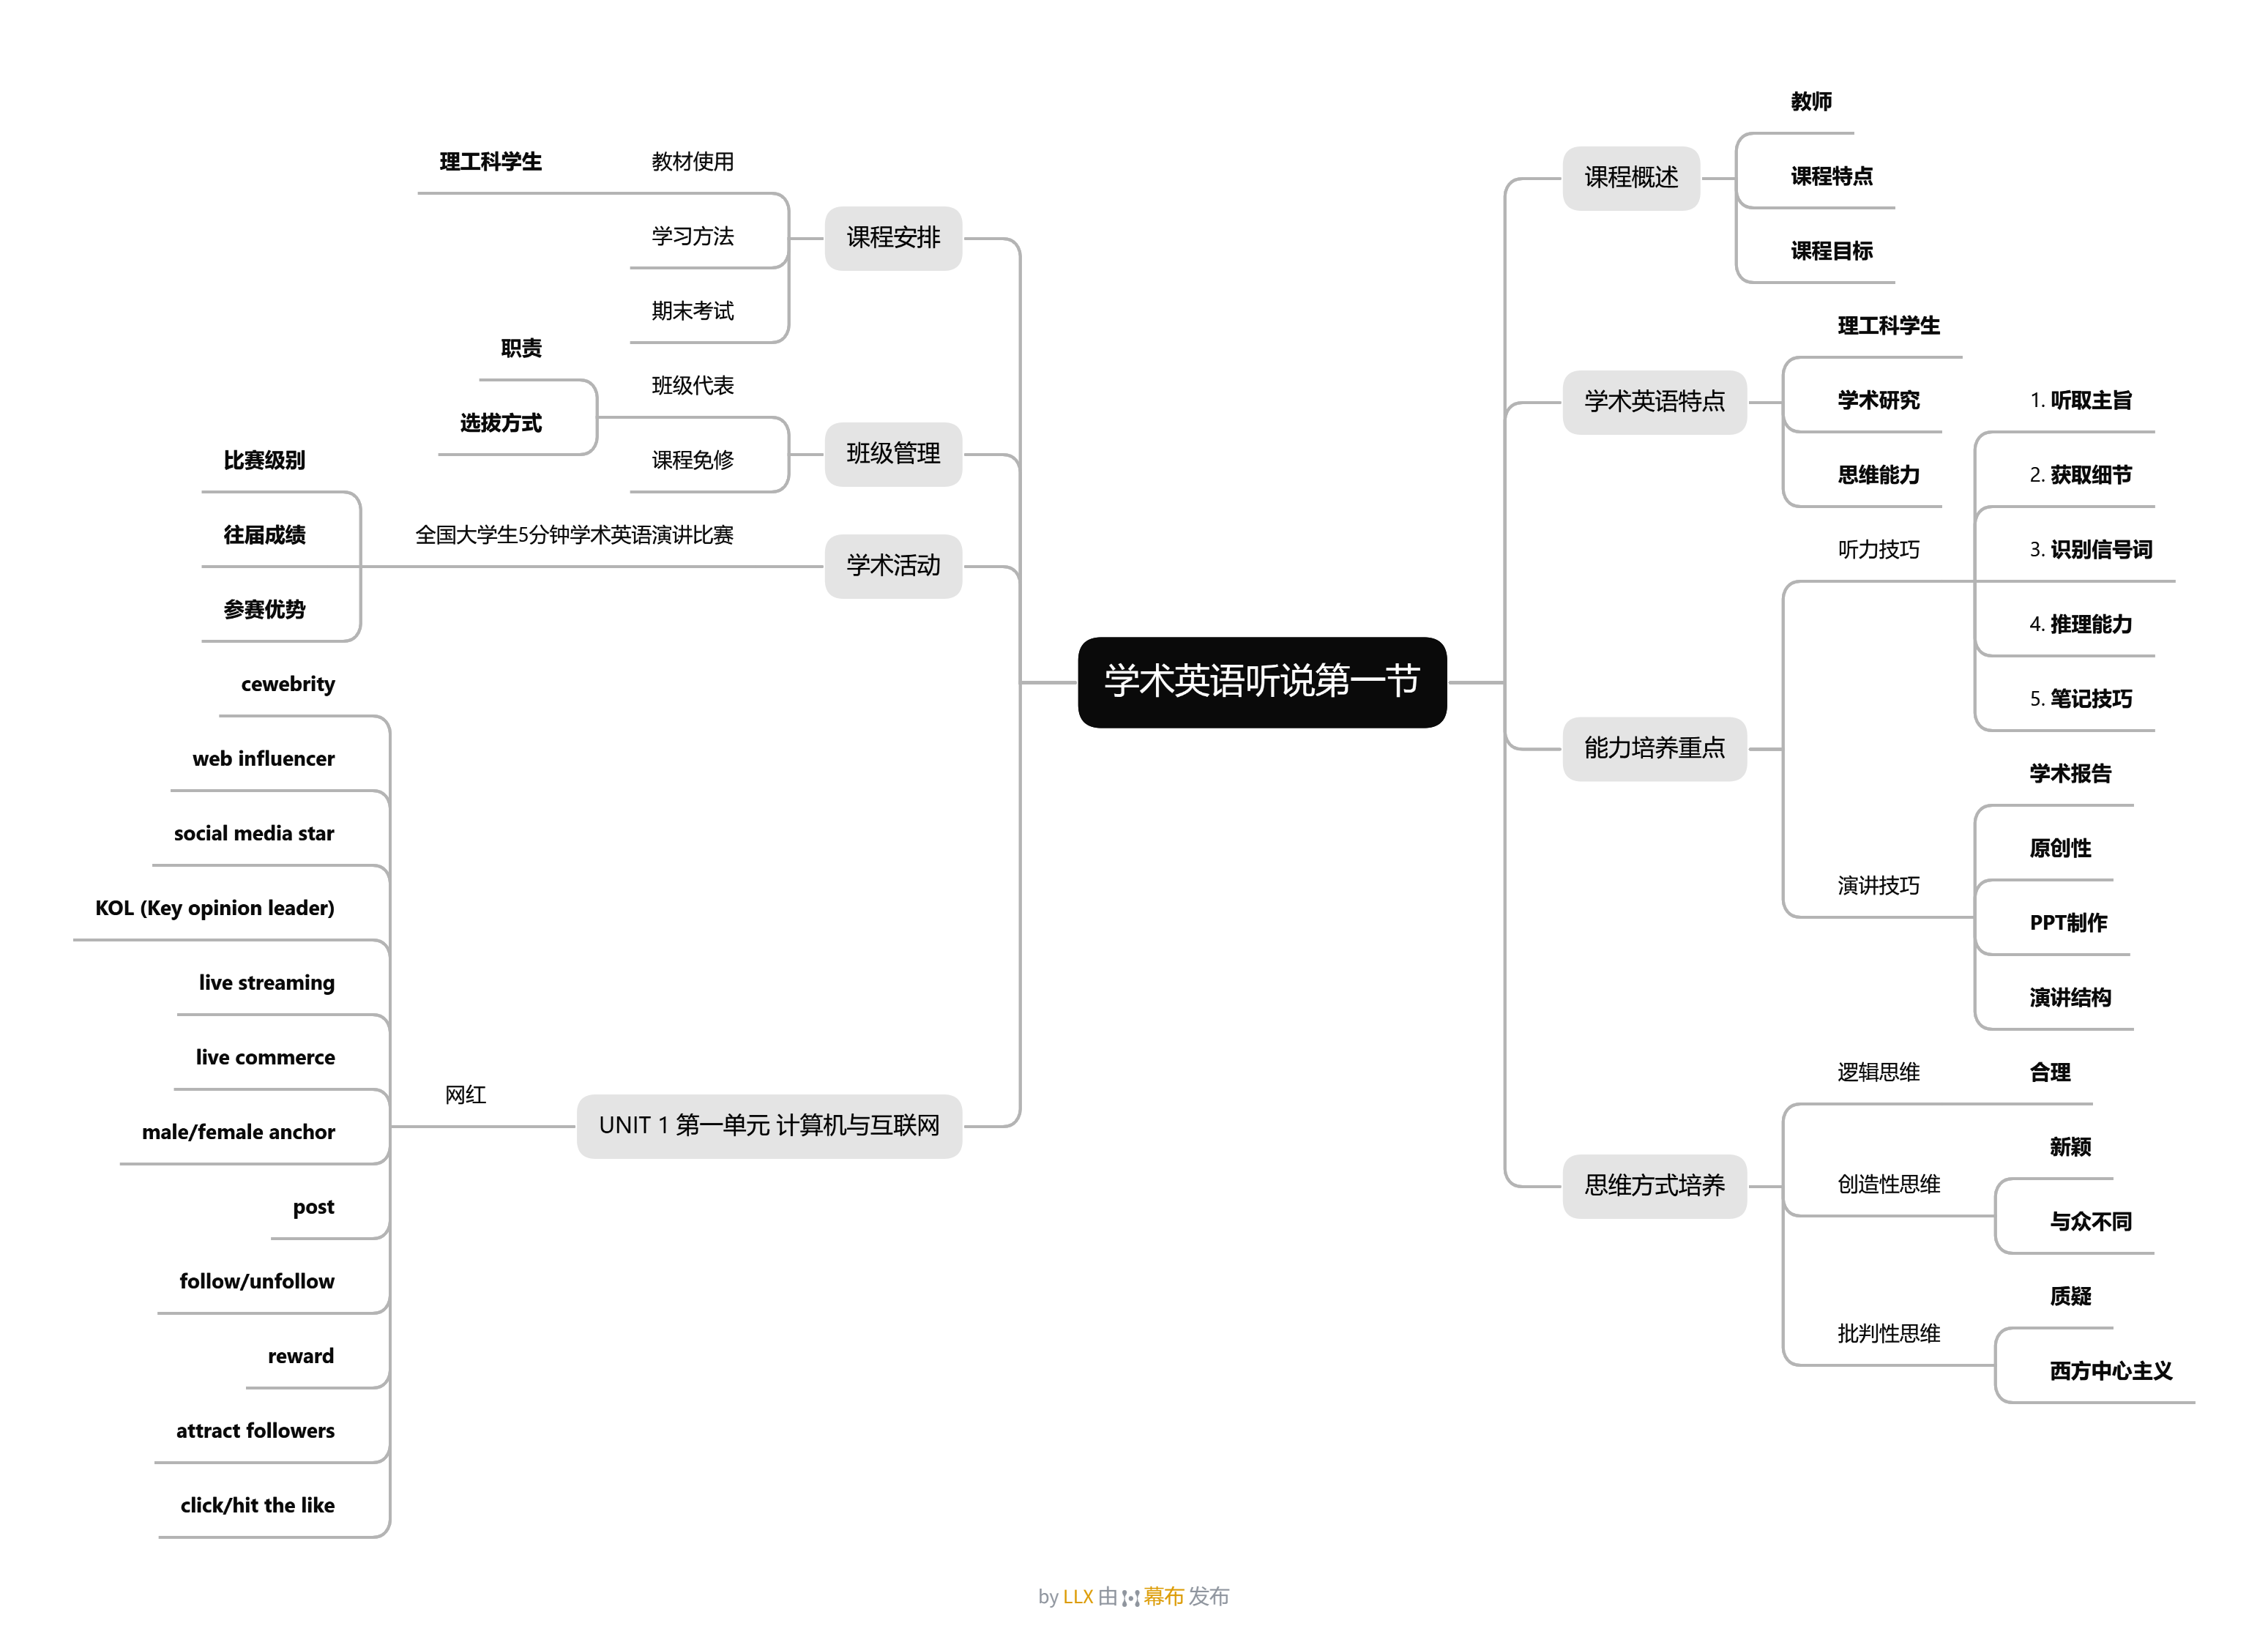 学术英语听说第一节
课程概述
教师
课程特点
课程目标
学术英语特点
理工科学生
学术研究
思维能力
能力培养重点
听力技巧
1. 听取主旨
2. 获取细节
3. 识别信号词
4. 推理能力
5. 笔记技巧
演讲技巧
学术报告
原创性
PPT制作
演讲结构
思维方式培养
逻辑思维
合理
创造性思维
新颖
与众不同
批判性思维
质疑
西方中心主义
课程安排
教材使用
理工科学生
学习方法
期末考试
班级管理
班级代表
职责
选拔方式
课程免修
学术活动
全国大学生5分钟学术英语演讲比赛
比赛级别
往届成绩
参赛优势
UNIT 1 第一单元 计算机与互联网
网红
cewebrity
web influencer
social media star
KOL (Key opinion leader)
live streaming
live commerce
male/female anchor
post
follow/unfollow
reward
attract followers
click/hit the like
by LLX 由 幕布 发布